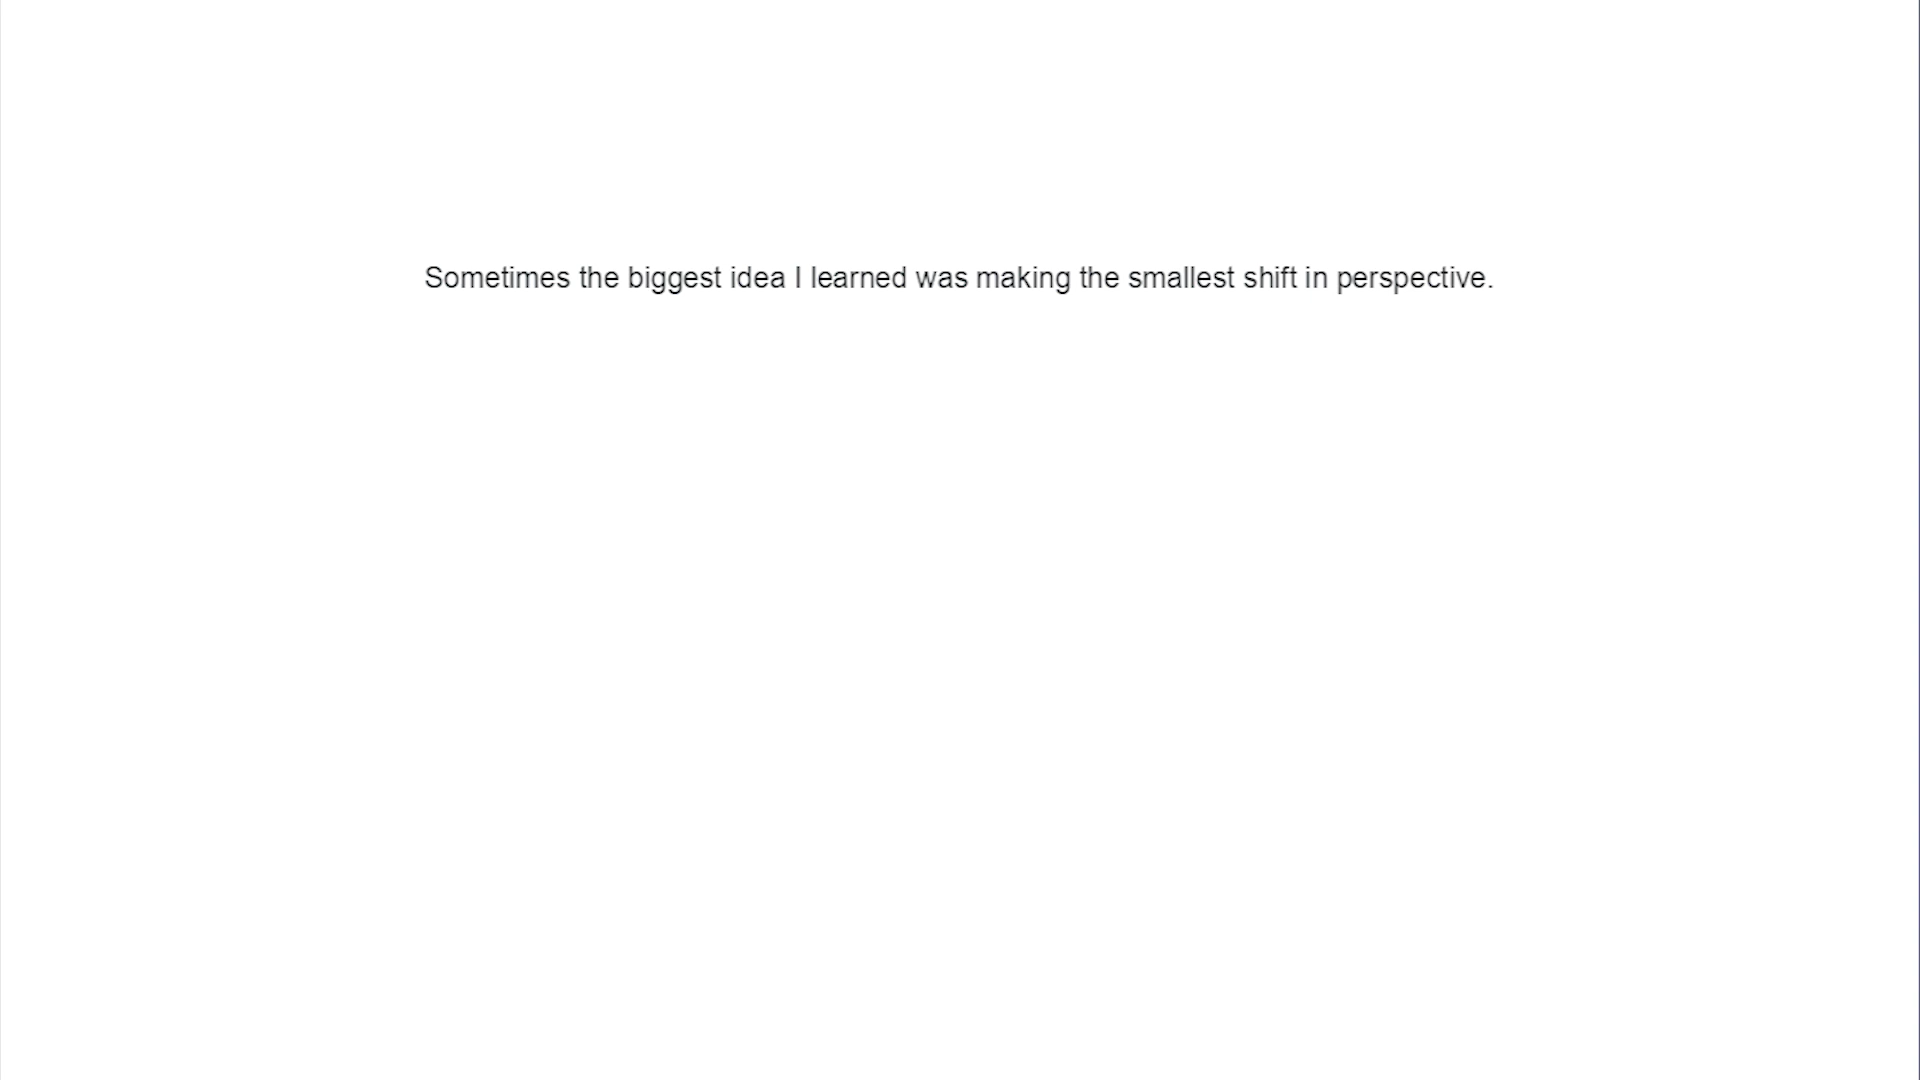 Sometimes the biggest idea I learned was making the smallest shift in perspective.